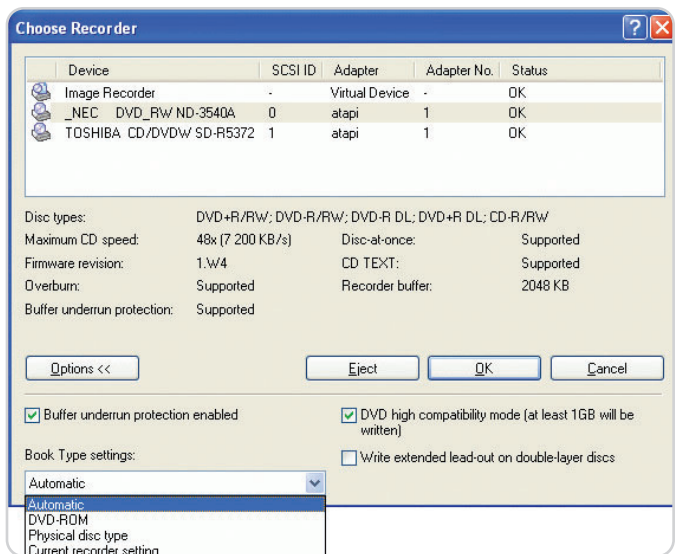 Choose Recorder
Device SCSI ID Adapter Adapter No. Status
Image Recorder - Virtual Device - OK
_NEC DVD_RW ND-3540A 0 atapi 1 OK
TOSHIBA CD/DVDW SD-R5372 1 atapi 1 OK
Disc types: DVD+R/RW; DVD-R/RW; DVD-R DL; DVD+R DL; CD-R/RW
Maximum CD speed: 48x (7 200 KB/s) Disc-at-once: Supported
Firmware revision: 1.W4 CD TEXT: Supported
Overburn: Supported Recorder buffer: 2048 KB
Buffer underrun protection: Supported
Options << Eject OK Cancel
Buffer underrun protection enabled
DVD high compatibility mode (at least 1GB will be
written)
Book Type settings:
Write extended lead-out on double-layer discs
Automatic
Automatic
DVD-ROM
Physical disc type
Current recorder setting